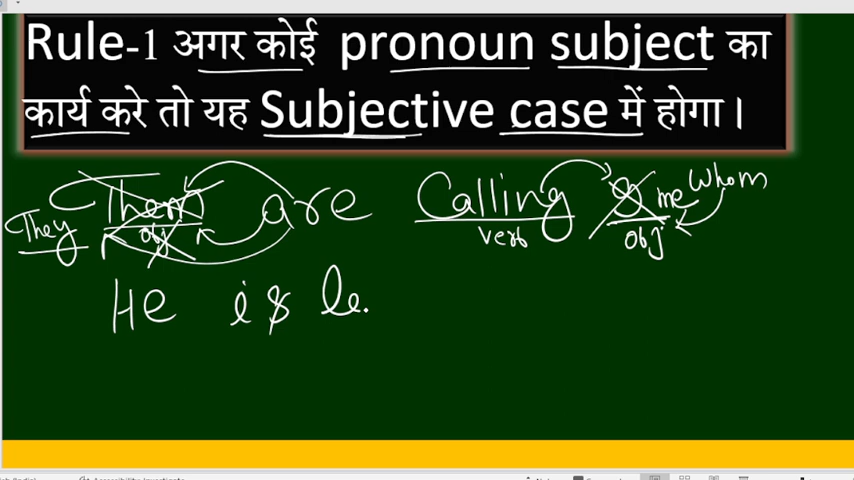 Rule-1 अगर कोई pronoun subject का
कार्य करे तो यह Subjective case में होगा।
They Them are Calling me Whom
obj verb obj
He is le.